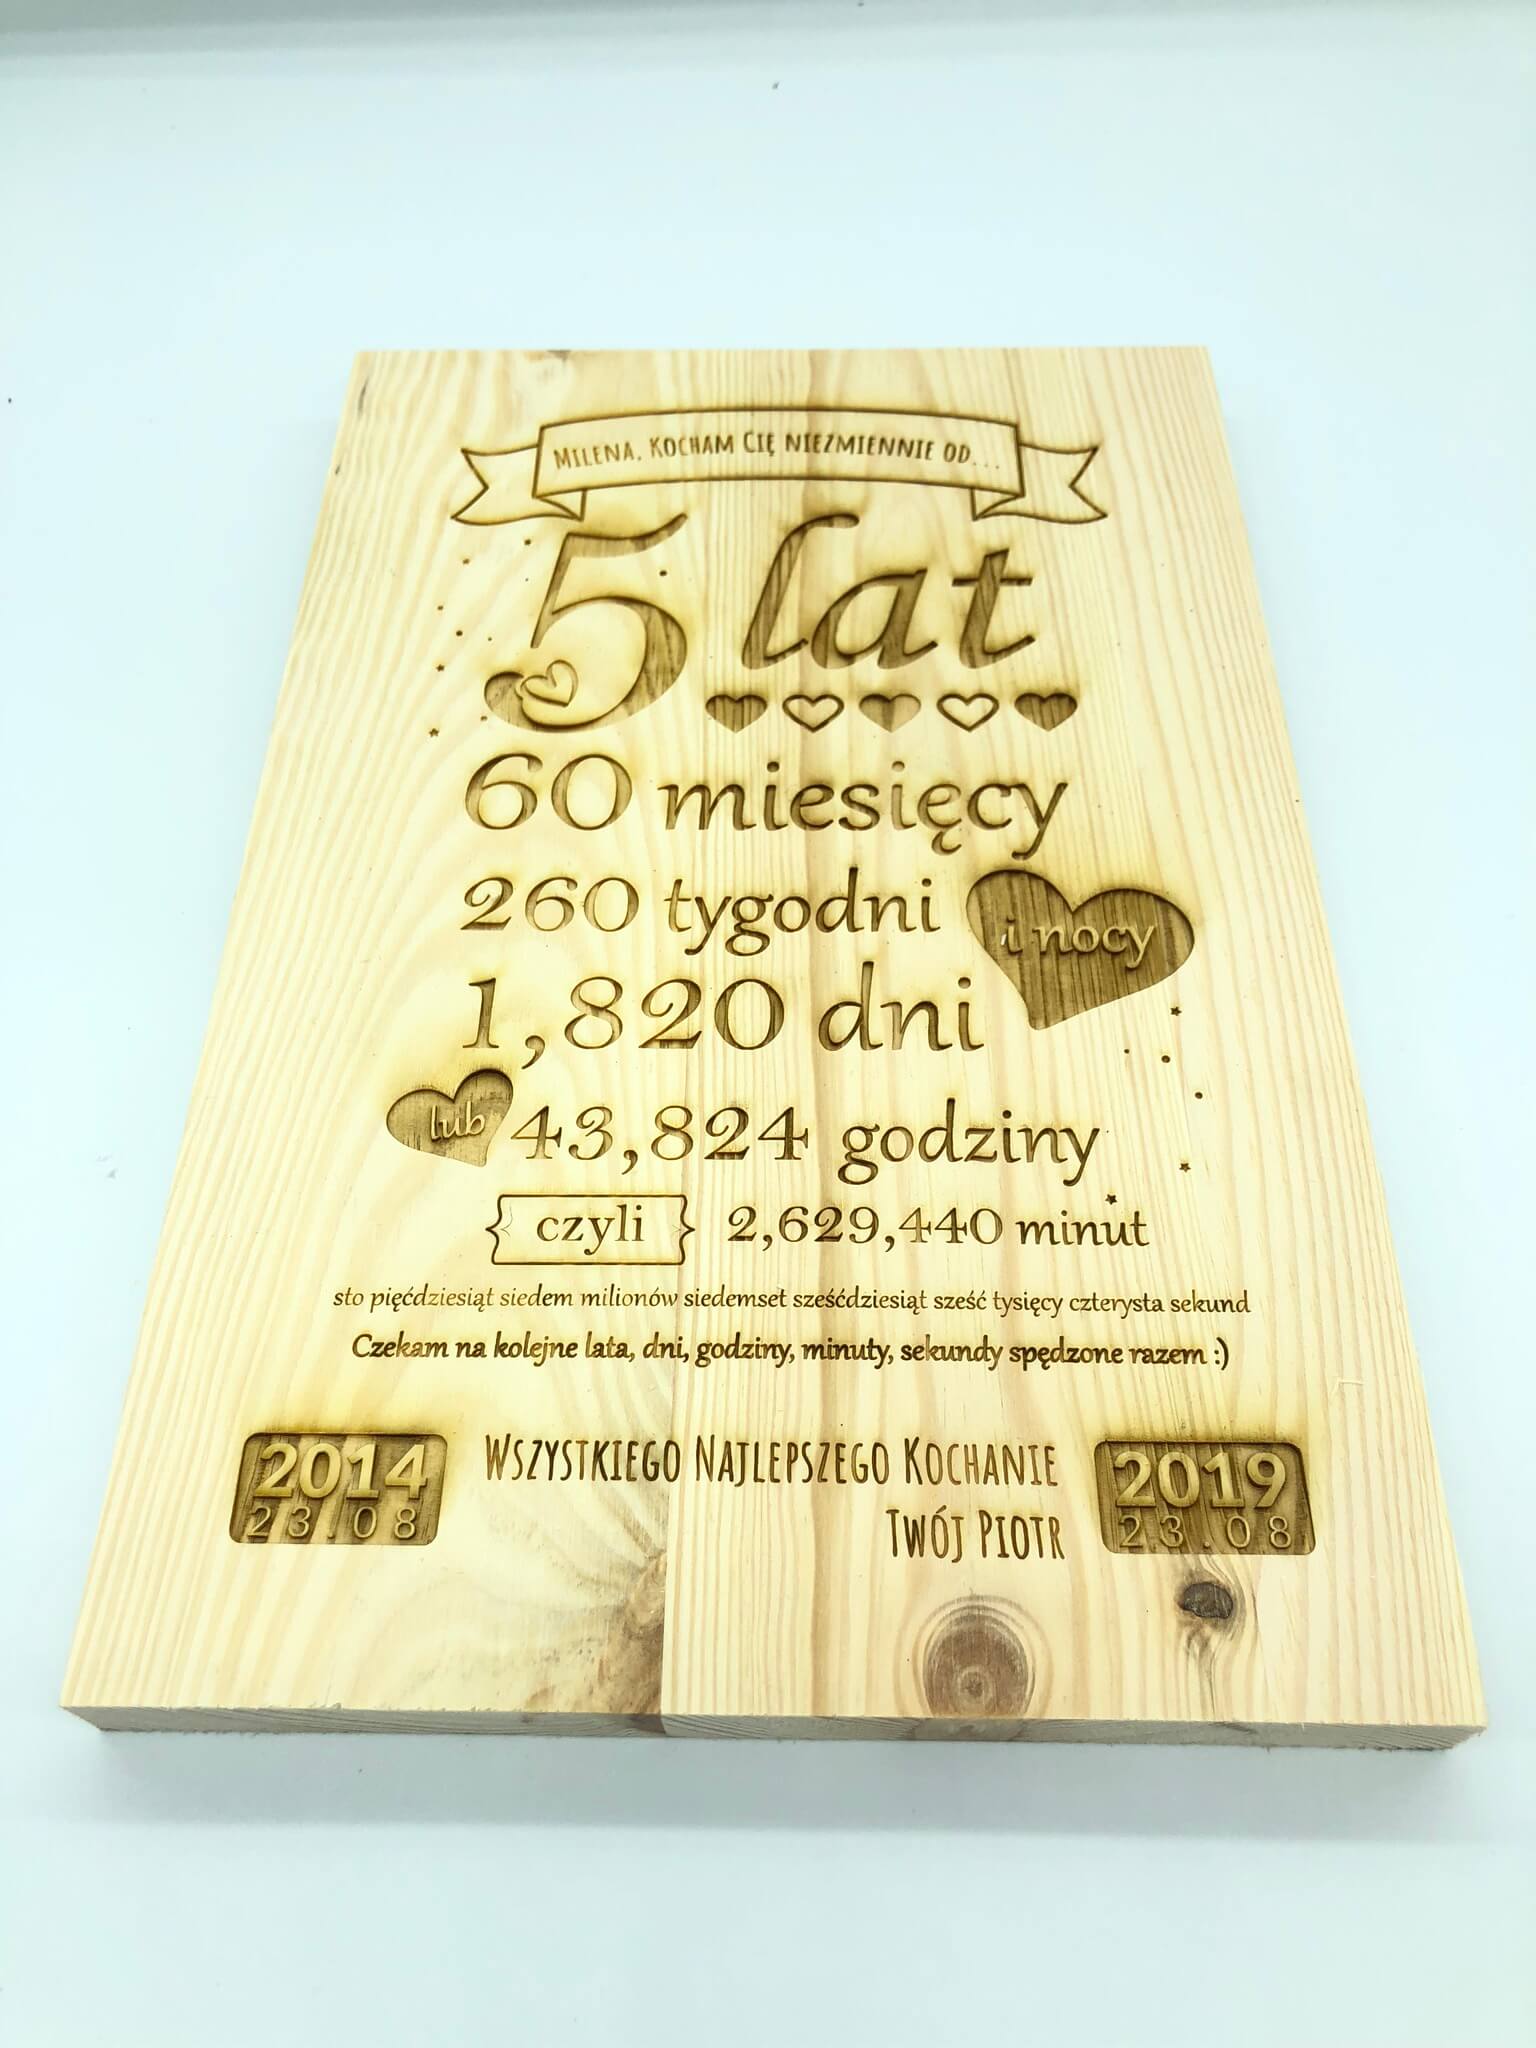 Milena, Kocham Cię niezmiennie od...
5 lat
60 miesięcy
260 tygodni
i nocy
1,820 dni
lub 43,824 godziny
czyli 2,629,440 minut
sto pięćdziesiąt siedem milionów siedemset sześćdziesiąt sześć tysięcy czterysta sekund
Czekam na kolejne lata, dni, godziny, minuty, sekundy spędzone razem :)
2014
23.08
Wszystkiego Najlepszego Kochanie
Twój Piotr
2019
23.08